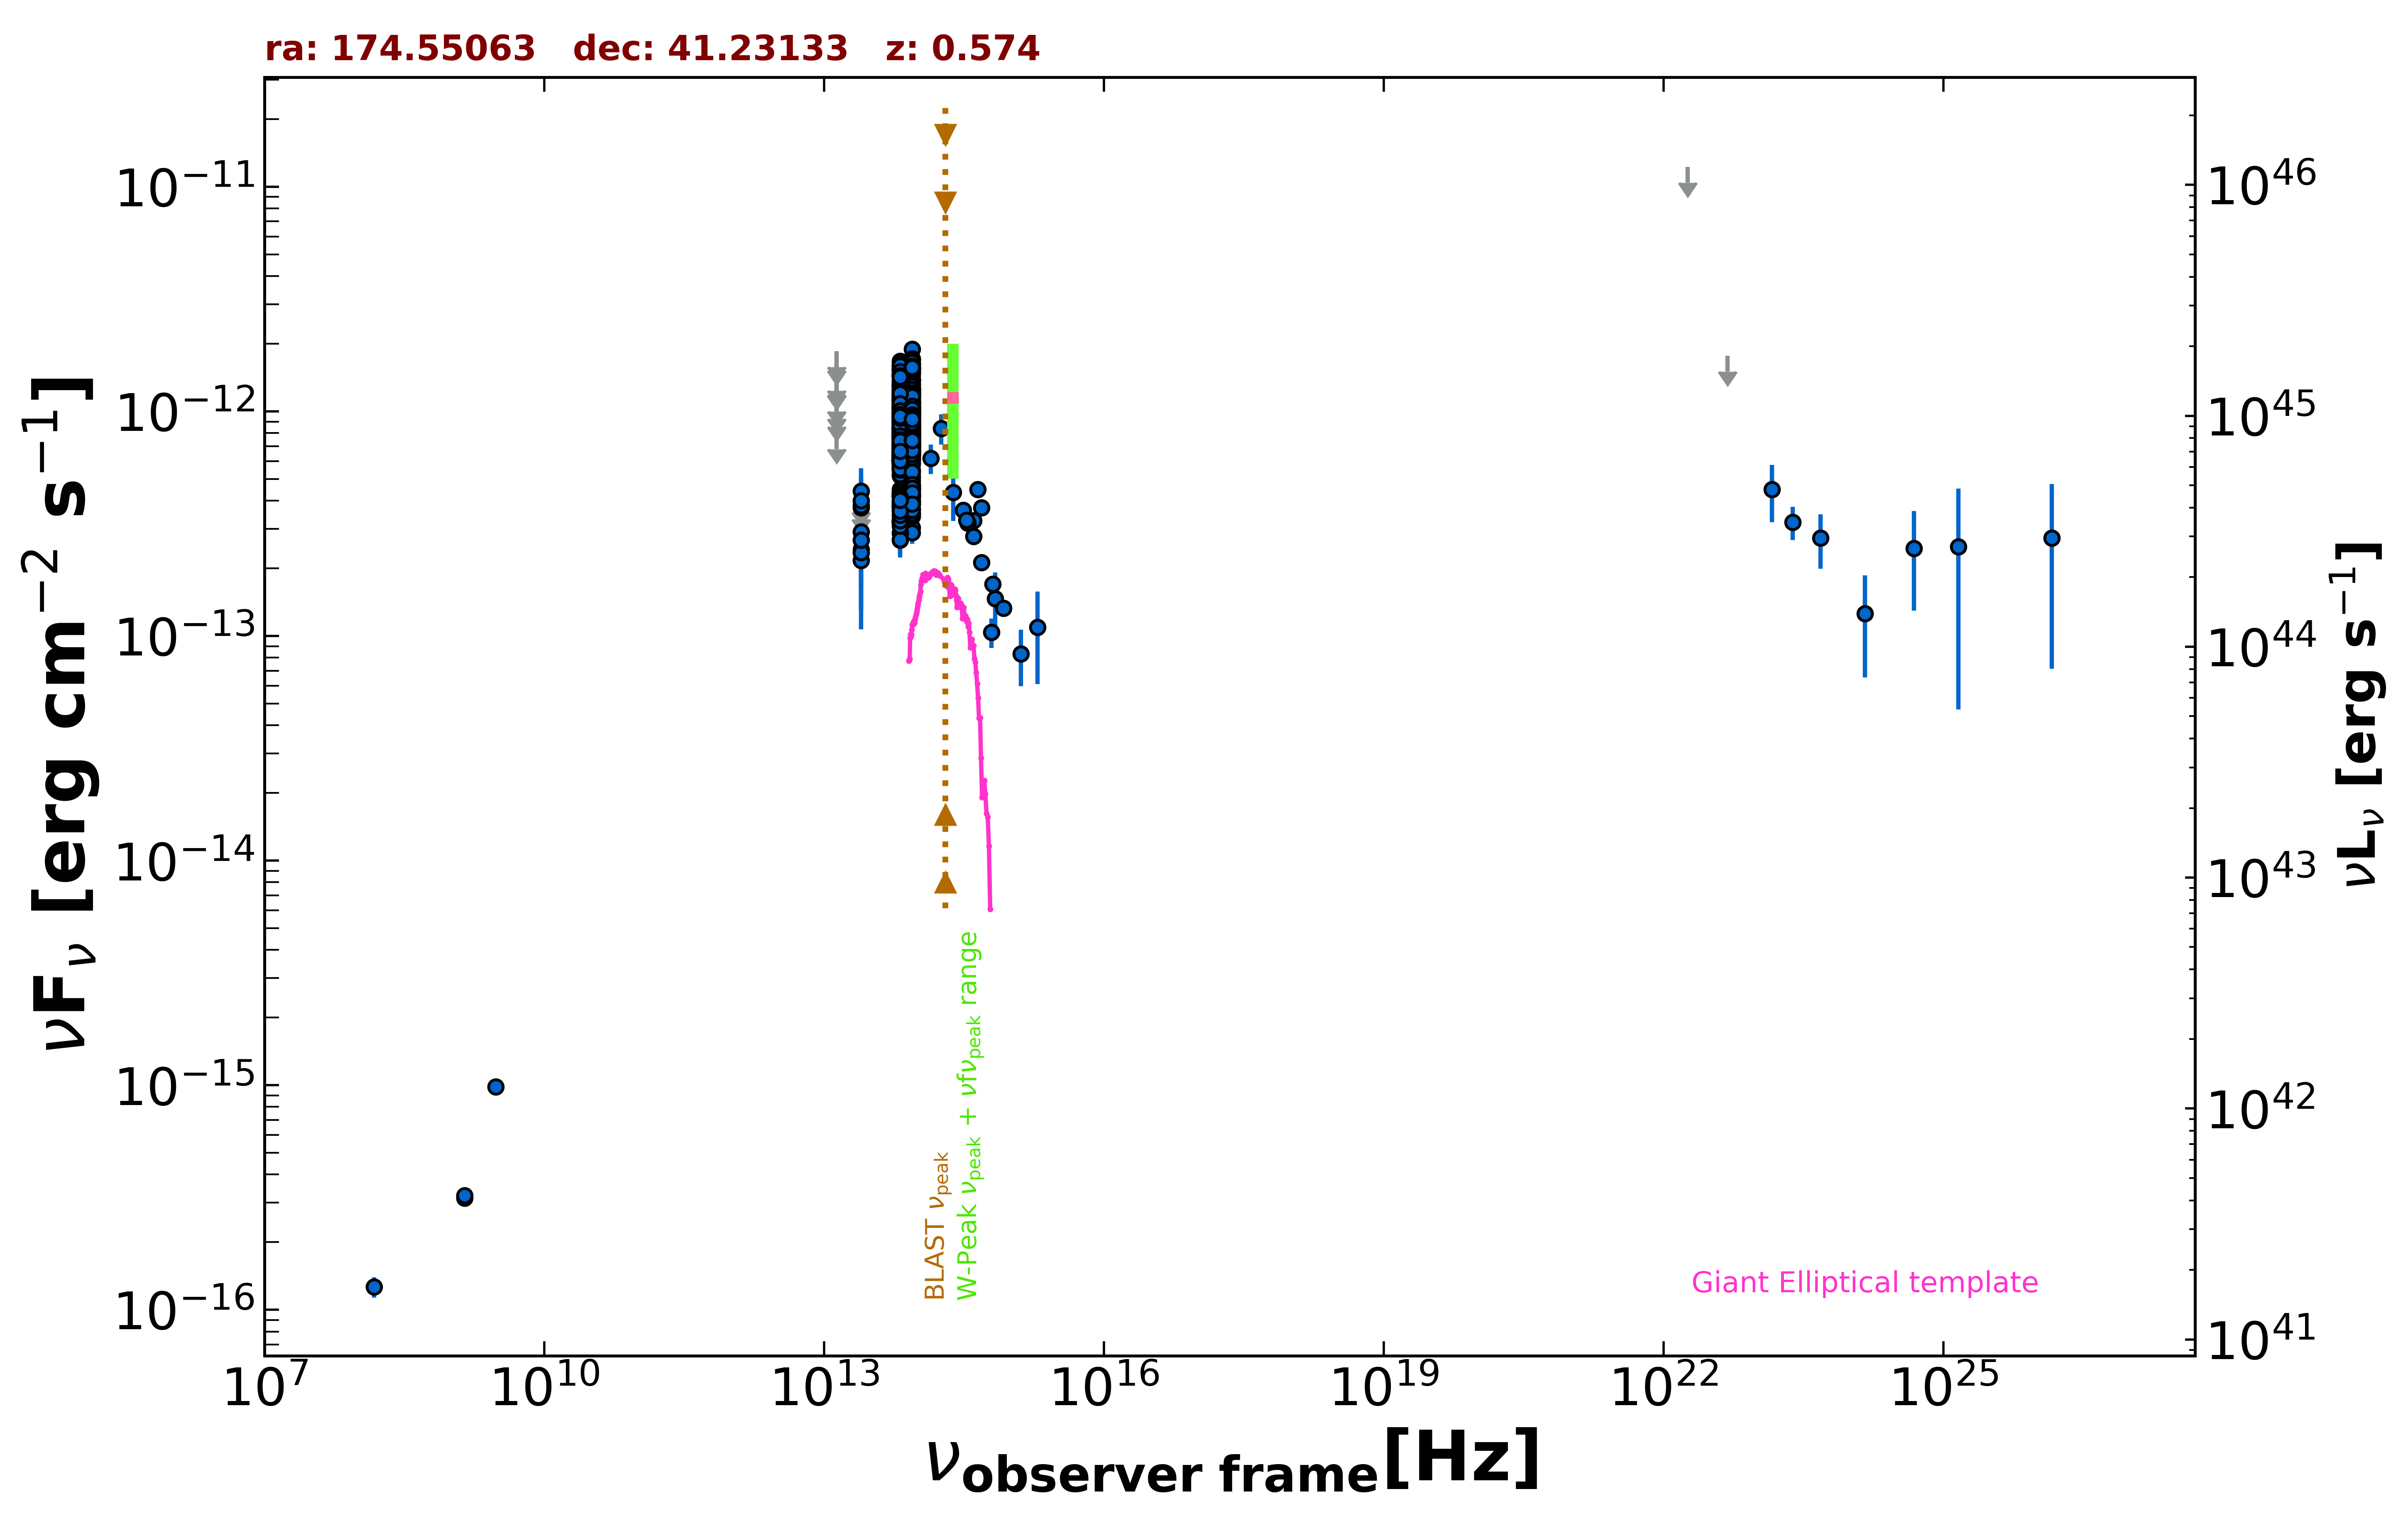 ra: 174.55063   dec: 41.23133   z: 0.574
νFν [erg cm−2 s−1]
10−11
10−12
10−13
10−14
10−15
10−16
1046
1045
1044
1043
1042
1041
νLν [erg s−1]
BLAST νpeak
W-Peak νpeak + νfνpeak range
Giant Elliptical template
107
1010
1013
1016
1019
1022
1025
νobserver frame[Hz]